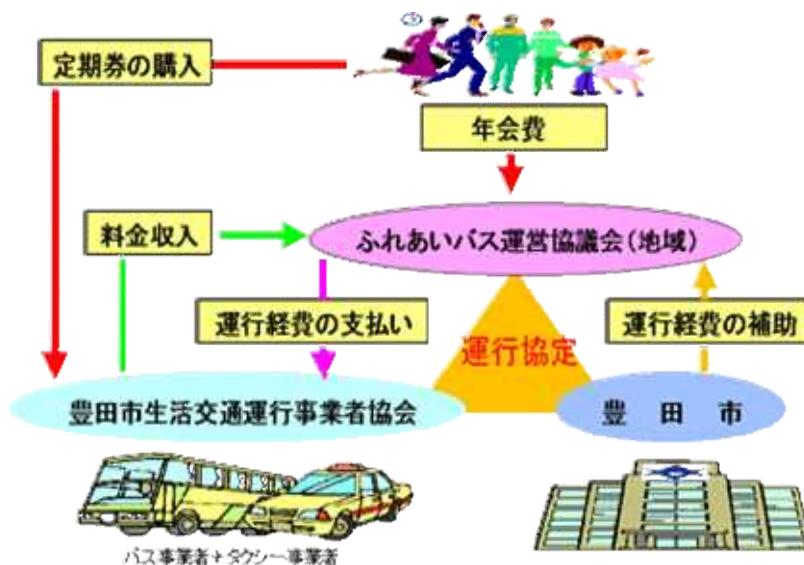 定期券の購入
年会費
料金収入
ふれあいバス運営協議会（地域）
運行経費の支払い
運行協定
運行経費の補助
豊田市生活交通運行事業者協会
豊　田　市
バス事業者＋タクシー事業者